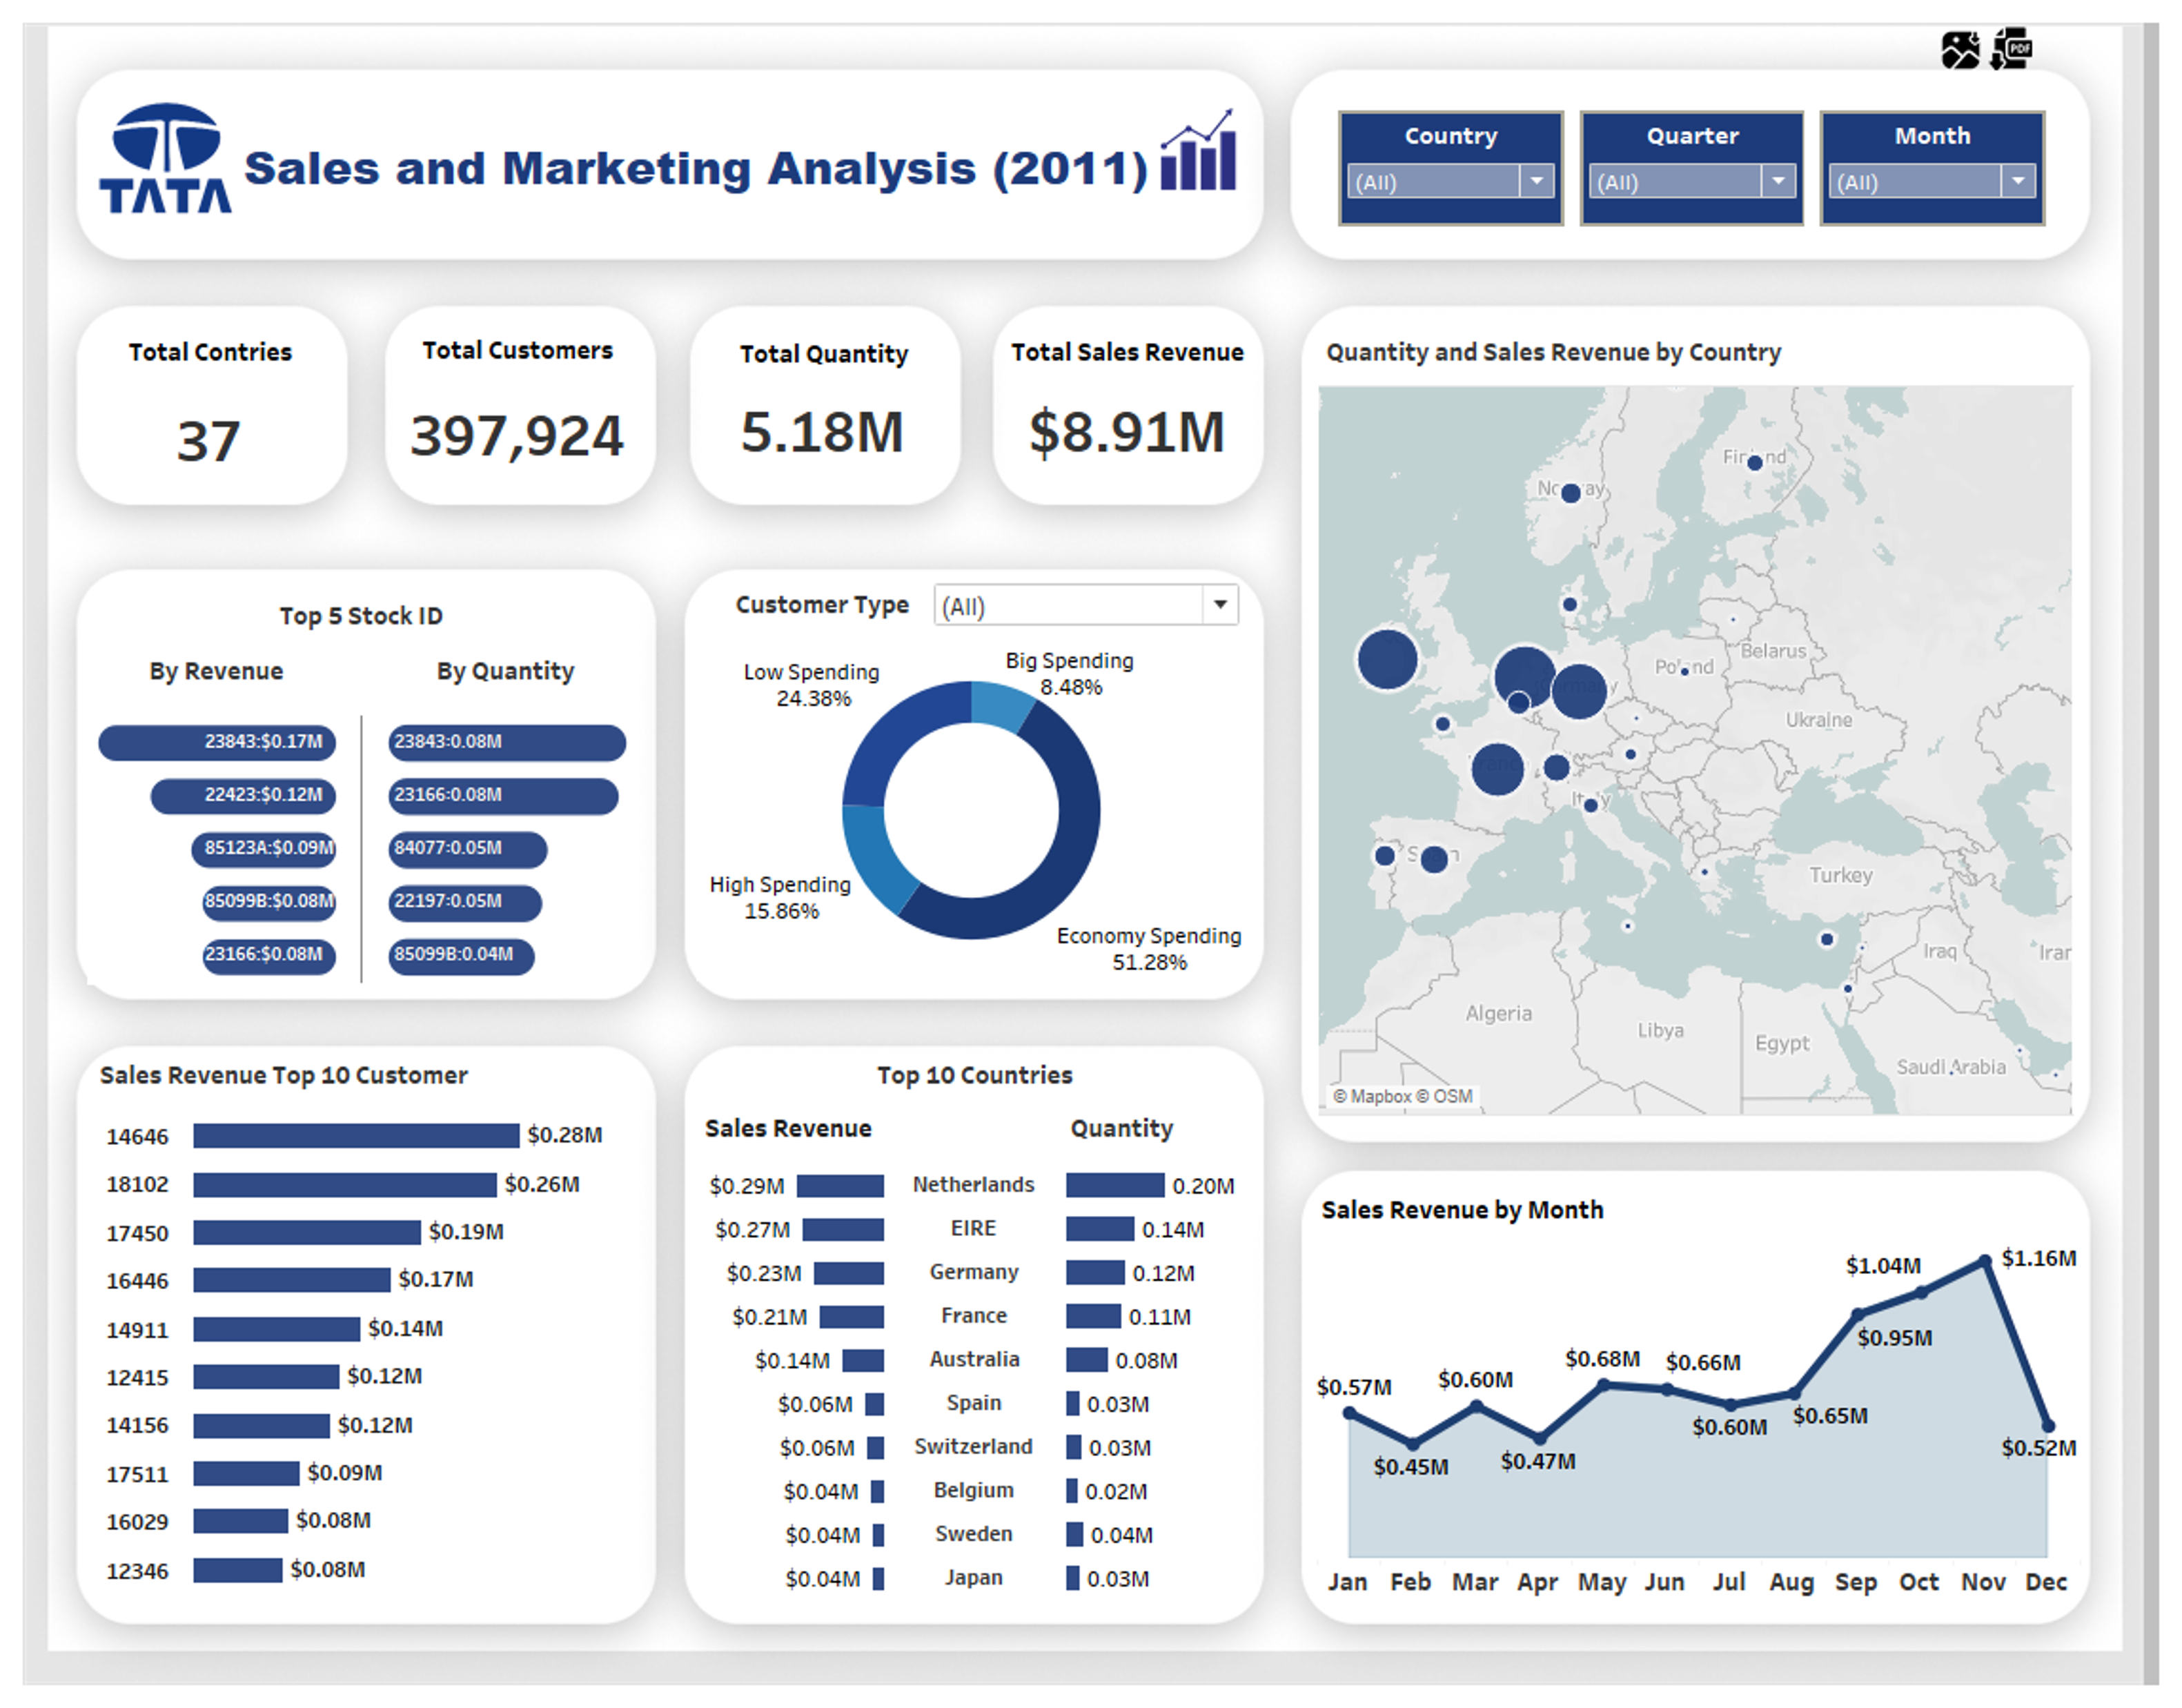 PDF
TATA
Sales and Marketing Analysis (2011)
Country
(All)
Quarter
(All)
Month
(All)
Total Contries
37
Total Customers
397,924
Total Quantity
5.18M
Total Sales Revenue
$8.91M
Top 5 Stock ID
By Revenue
By Quantity
23843:$0.17M
23843:0.08M
22423:$0.12M
23166:0.08M
85123A:$0.09M
84077:0.05M
85099B:$0.08M
22197:0.05M
23166:$0.08M
85099B:0.04M
Customer Type
(All)
Low Spending
24.38%
Big Spending
8.48%
High Spending
15.86%
Economy Spending
51.28%
Quantity and Sales Revenue by Country
Belarus
Ukraine
Turkey
Iraq
Iran
Algeria
Libya
Egypt
Saudi Arabia
© Mapbox © OSM
Sales Revenue Top 10 Customer
14646 $0.28M
18102 $0.26M
17450 $0.19M
16446 $0.17M
14911 $0.14M
12415 $0.12M
14156 $0.12M
17511 $0.09M
16029 $0.08M
12346 $0.08M
Top 10 Countries
Sales Revenue
Quantity
$0.29M Netherlands 0.20M
$0.27M EIRE 0.14M
$0.23M Germany 0.12M
$0.21M France 0.11M
$0.14M Australia 0.08M
$0.06M Spain 0.03M
$0.06M Switzerland 0.03M
$0.04M Belgium 0.02M
$0.04M Sweden 0.04M
$0.04M Japan 0.03M
Sales Revenue by Month
$0.57M
$0.45M
$0.60M
$0.47M
$0.68M
$0.66M
$0.60M
$0.65M
$0.95M
$1.04M
$1.16M
$0.52M
Jan Feb Mar Apr May Jun Jul Aug Sep Oct Nov Dec